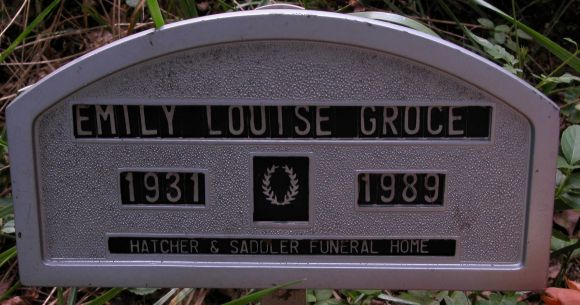 EMILY LOUISE GROCE
1931 1989
HATCHER & SADDLER FUNERAL HOME